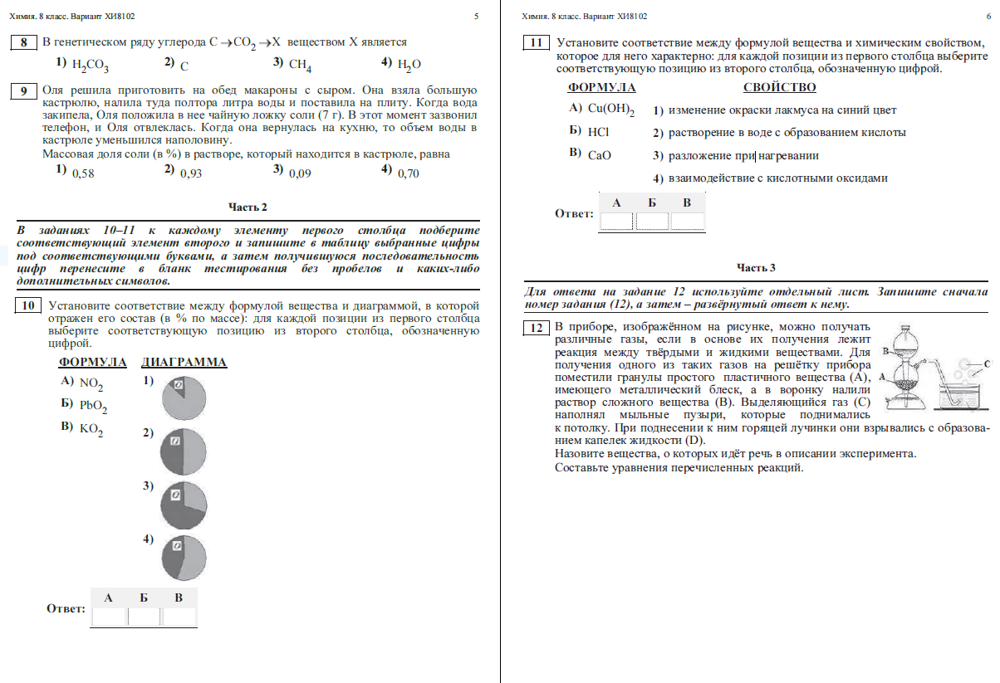 Химия. 8 класс. Вариант ХИ8102 5
8 В генетическом ряду углерода C →CO2 →X веществом X является
1) H2CO3 2) C 3) CH4 4) H2O
9 Оля решила приготовить на обед макароны с сыром. Она взяла большую
кастрюлю, налила туда полтора литра воды и поставила на плиту. Когда вода
закипела, Оля положила в нее чайную ложку соли (7 г). В этот момент зазвонил
телефон, и Оля отвлеклась. Когда она вернулась на кухню, то объем воды в
кастрюле уменьшился наполовину.
Массовая доля соли (в %) в растворе, который находится в кастрюле, равна
1) 0,58 2) 0,93 3) 0,09 4) 0,70
Часть 2
В заданиях 10–11 к каждому элементу первого столбца подберите
соответствующий элемент второго и запишите в таблицу выбранные цифры
под соответствующими буквами, а затем получившуюся последовательность
цифр перенесите в бланк тестирования без пробелов и каких-либо
дополнительных символов.
10 Установите соответствие между формулой вещества и диаграммой, в которой
отражен его состав (в % по массе): для каждой позиции из первого столбца
выберите соответствующую позицию из второго столбца, обозначенную
цифрой.
ФОРМУЛА ДИАГРАММА
А) NO2 1) O
Б) PbO2
В) KO2 2) O
3) O
4) O
А Б В
Ответ:
Химия. 8 класс. Вариант ХИ8102 6
11 Установите соответствие между формулой вещества и химическим свойством,
которое для него характерно: для каждой позиции из первого столбца выберите
соответствующую позицию из второго столбца, обозначенную цифрой.
ФОРМУЛА СВОЙСТВО
А) Cu(OH)2 1) изменение окраски лакмуса на синий цвет
Б) HCl 2) растворение в воде с образованием кислоты
В) CaO 3) разложение при нагревании
4) взаимодействие с кислотными оксидами
А Б В
Ответ:
Часть 3
Для ответа на задание 12 используйте отдельный лист. Запишите сначала
номер задания (12), а затем – развёрнутый ответ к нему.
12 В приборе, изображённом на рисунке, можно получать
различные газы, если в основе их получения лежит
реакция между твёрдыми и жидкими веществами. Для
получения одного из таких газов на решётку прибора
поместили гранулы простого пластичного вещества (А),
имеющего металлический блеск, а в воронку налили
раствор сложного вещества (В). Выделяющийся газ (С)
наполнял мыльные пузыри, которые поднимались
к потолку. При поднесении к ним горящей лучинки они взрывались с образова-
нием капелек жидкости (D).
Назовите вещества, о которых идёт речь в описании эксперимента.
Составьте уравнения перечисленных реакций.
B
C
A